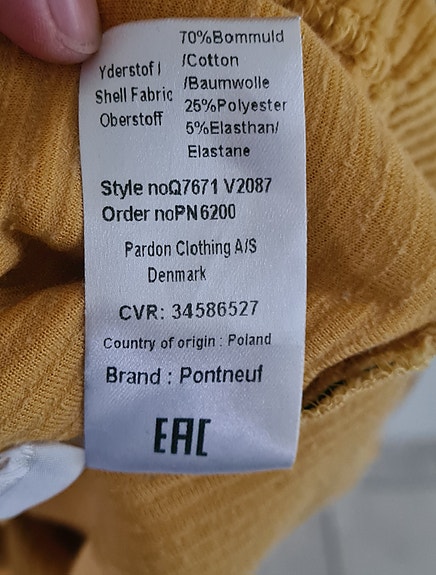 70%Bommuld
Yderstof / /Cotton
Shell Fabric /Baumwolle
Oberstoff 25%Polyester
5%Elasthan/
Elastane
Style noQ7671 V2087
Order noPN6200
Pardon Clothing A/S
Denmark
CVR: 34586527
Country of origin : Poland
Brand : Pontneuf
EAC